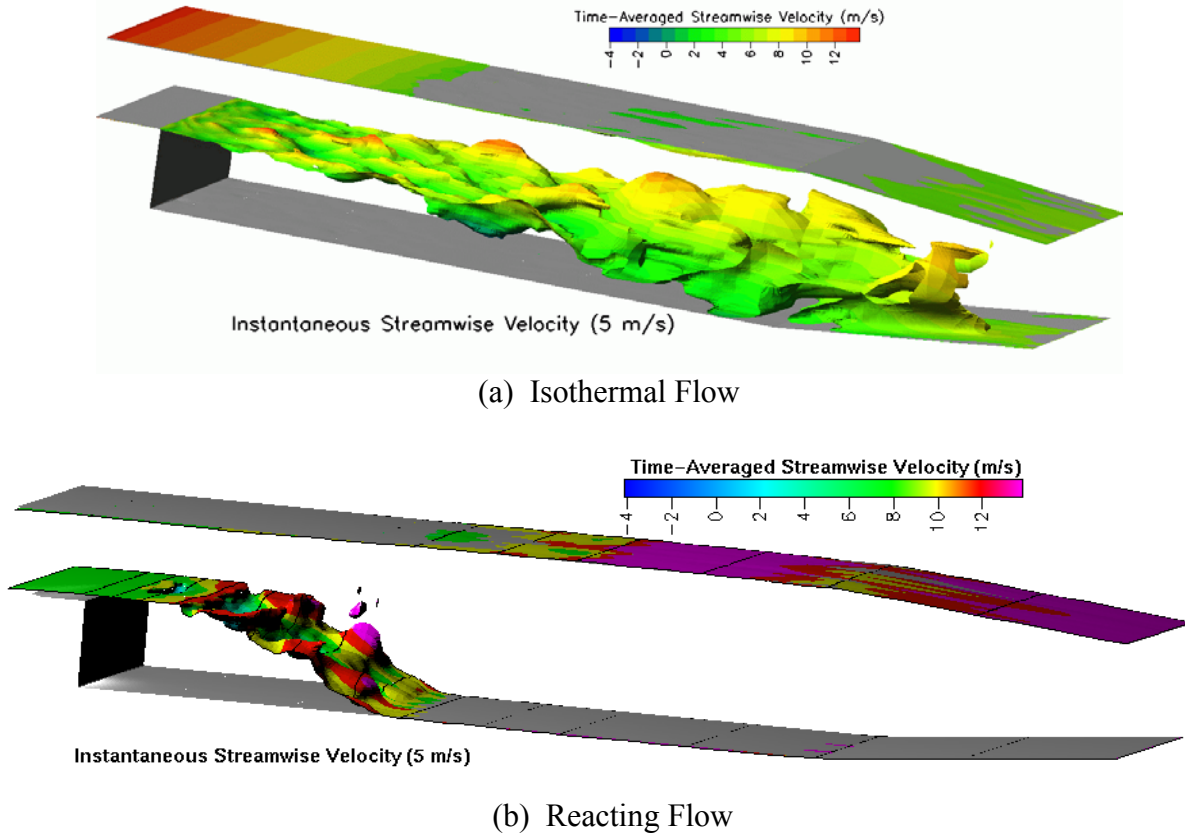 Time-Averaged Streamwise Velocity (m/s)
-4 -2 0 2 4 6 8 10 12
Instantaneous Streamwise Velocity (5 m/s)
(a) Isothermal Flow
Time-Averaged Streamwise Velocity (m/s)
-4 -2 0 2 4 6 8 10 12
Instantaneous Streamwise Velocity (5 m/s)
(b) Reacting Flow